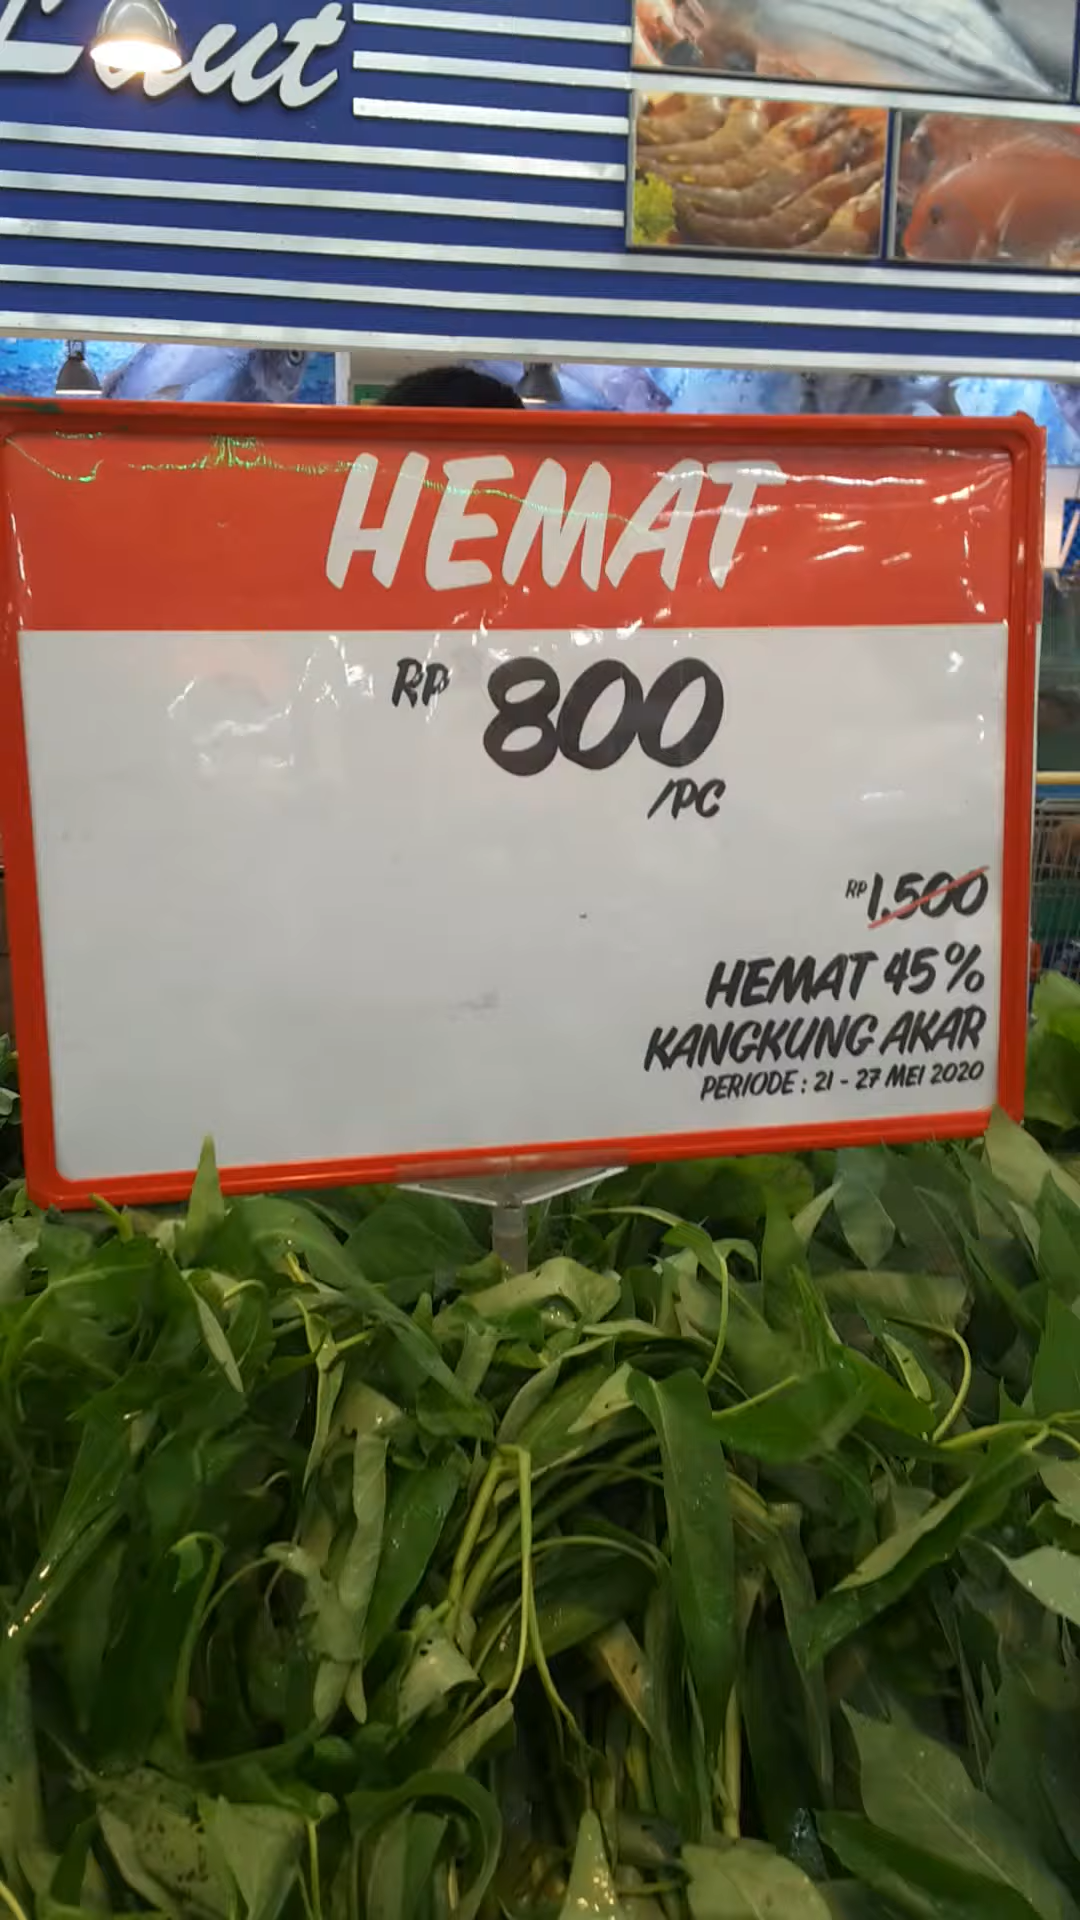 Laut
HEMAT
RP 800
/PC
RP 1.500
HEMAT 45%
KANGKUNG AKAR
PERIODE : 21 - 27 MEI 2020